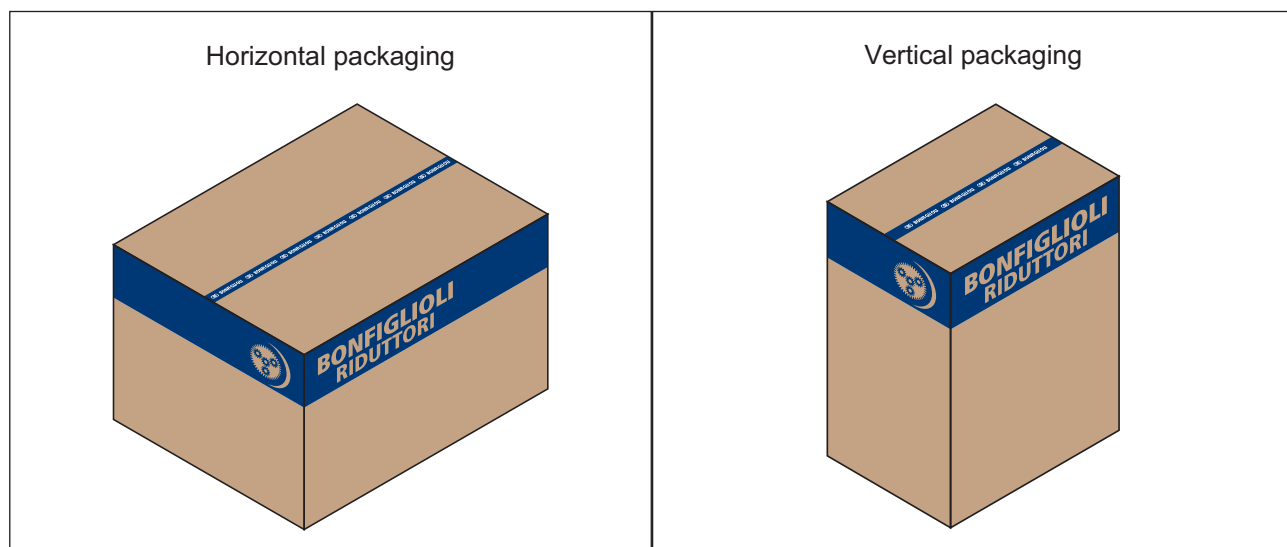 Horizontal packaging
Vertical packaging
BONFIGLIOLI
RIDUTTORI
BONFIGLIOLI
RIDUTTORI